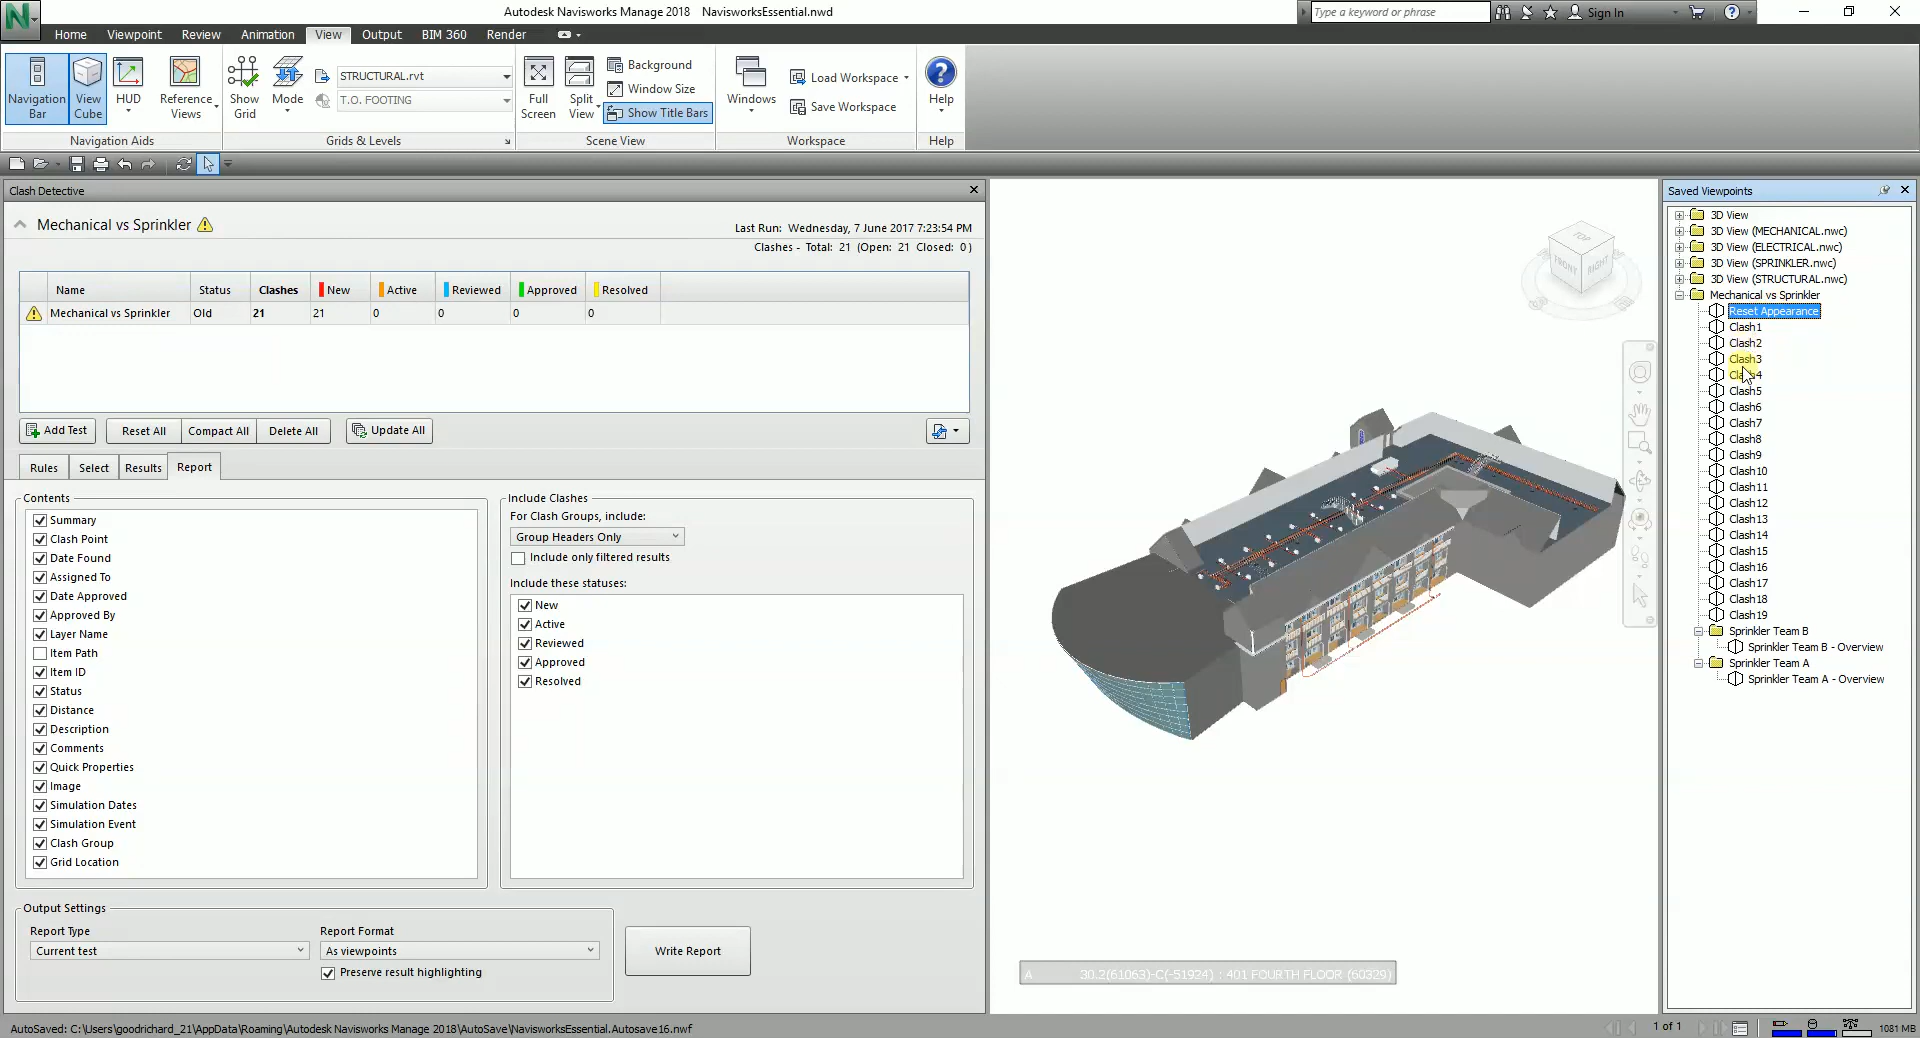 Autodesk Navisworks Manage 2018 NavisworksEssential.nwd
Type a keyword or phrase
Sign In
Home Viewpoint Review Animation View Output BIM 360 Render
Navigation Bar
View Cube
HUD
Reference Views
Show Grid
Mode
STRUCTURAL.rvt
T.O. FOOTING
Full Screen
Split View
Background
Window Size
Show Title Bars
Windows
Load Workspace
Save Workspace
Help
Navigation Aids
Grids & Levels
Scene View
Workspace
Help
Clash Detective
Mechanical vs Sprinkler
Last Run: Wednesday, 7 June 2017 7:23:54 PM
Clashes - Total: 21 (Open: 21 Closed: 0)
Name Status Clashes New Active Reviewed Approved Resolved
Mechanical vs Sprinkler Old 21 21 0 0 0 0
Add Test Reset All Compact All Delete All Update All
Rules Select Results Report
Contents
Summary
Clash Point
Date Found
Assigned To
Date Approved
Approved By
Layer Name
Item Path
Item ID
Status
Distance
Description
Comments
Quick Properties
Image
Simulation Dates
Simulation Event
Clash Group
Grid Location
Include Clashes
For Clash Groups, include:
Group Headers Only
Include only filtered results
Include these statuses:
New
Active
Reviewed
Approved
Resolved
Output Settings
Report Type
Current test
Report Format
As viewpoints
Preserve result highlighting
Write Report
TOP
FRONT
RIGHT
A 30.2(61063)-C(-51924) : 401 FOURTH FLOOR (60329)
Saved Viewpoints
3D View
3D View (MECHANICAL.nwc)
3D View (ELECTRICAL.nwc)
3D View (SPRINKLER.nwc)
3D View (STRUCTURAL.nwc)
Mechanical vs Sprinkler
Reset Appearance
Clash1
Clash2
Clash3
Clash4
Clash5
Clash6
Clash7
Clash8
Clash9
Clash10
Clash11
Clash12
Clash13
Clash14
Clash15
Clash16
Clash17
Clash18
Clash19
Sprinkler Team B
Sprinkler Team B - Overview
Sprinkler Team A
Sprinkler Team A - Overview
AutoSaved: C:\Users\goodrichard_21\AppData\Roaming\Autodesk Navisworks Manage 2018\AutoSave\NavisworksEssential.Autosave16.nwf
1 of 1
1081 MB